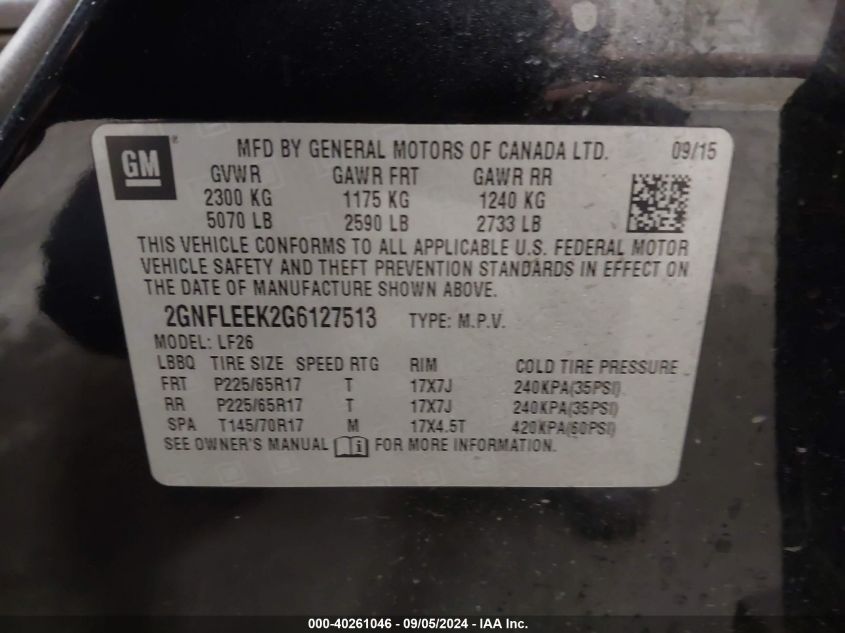 GM ® MFD BY GENERAL MOTORS OF CANADA LTD. 09/15
GVWR GAWR FRT GAWR RR
2300 KG 1175 KG 1240 KG
5070 LB 2590 LB 2733 LB
THIS VEHICLE CONFORMS TO ALL APPLICABLE U.S. FEDERAL MOTOR
VEHICLE SAFETY AND THEFT PREVENTION STANDARDS IN EFFECT ON
THE DATE OF MANUFACTURE SHOWN ABOVE.
2GNFLEEK2G6127513 TYPE: M.P.V.
MODEL: LF26
LBBQ TIRE SIZE SPEED RTG RIM COLD TIRE PRESSURE
FRT P225/65R17 T 17X7J 240KPA(35PSI)
RR P225/65R17 T 17X7J 240KPA(35PSI)
SPA T145/70R17 M 17X4.5T 420KPA(60PSI)
SEE OWNER'S MANUAL FOR MORE INFORMATION.
000-40261046 - 09/05/2024 - IAA Inc.